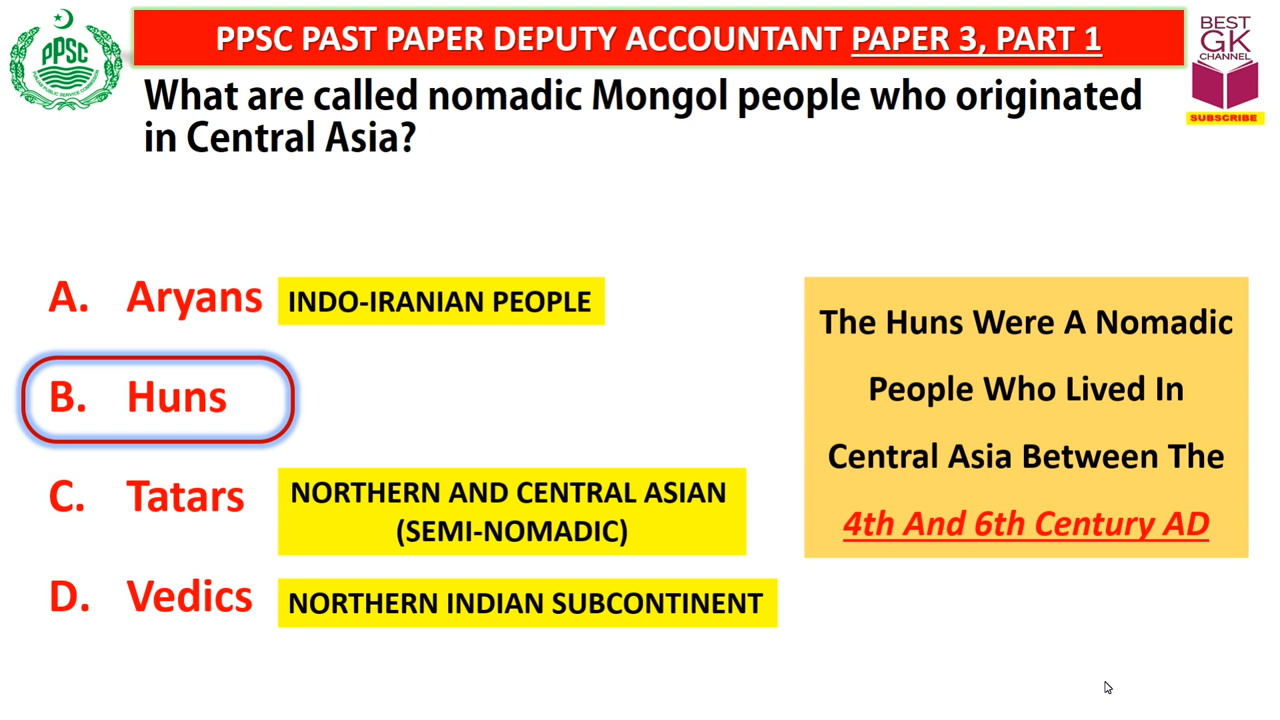 PPSC
PPSC PAST PAPER DEPUTY ACCOUNTANT PAPER 3, PART 1
BEST
GK
CHANNEL
SUBSCRIBE
What are called nomadic Mongol people who originated
in Central Asia?
A. Aryans
INDO-IRANIAN PEOPLE
B. Huns
C. Tatars
NORTHERN AND CENTRAL ASIAN
(SEMI-NOMADIC)
D. Vedics
NORTHERN INDIAN SUBCONTINENT
The Huns Were A Nomadic
People Who Lived In
Central Asia Between The
4th And 6th Century AD